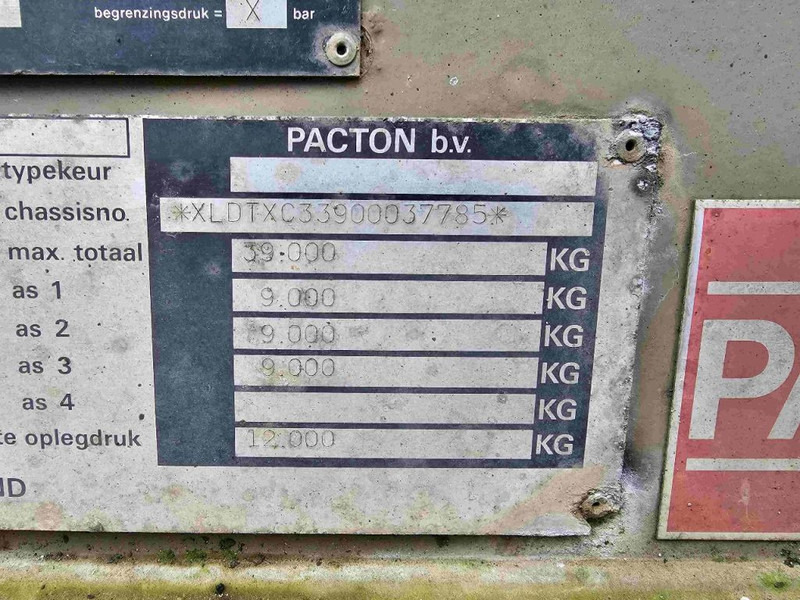 begrenzingsdruk = X bar
PACTON b.v.
typekeur
chassisno. *XLDTXC33900037785*
max. totaal 39.000 KG
as 1 9.000 KG
as 2 9.000 KG
as 3 9.000 KG
as 4 KG
te oplegdruk 12.000 KG
ND
PA